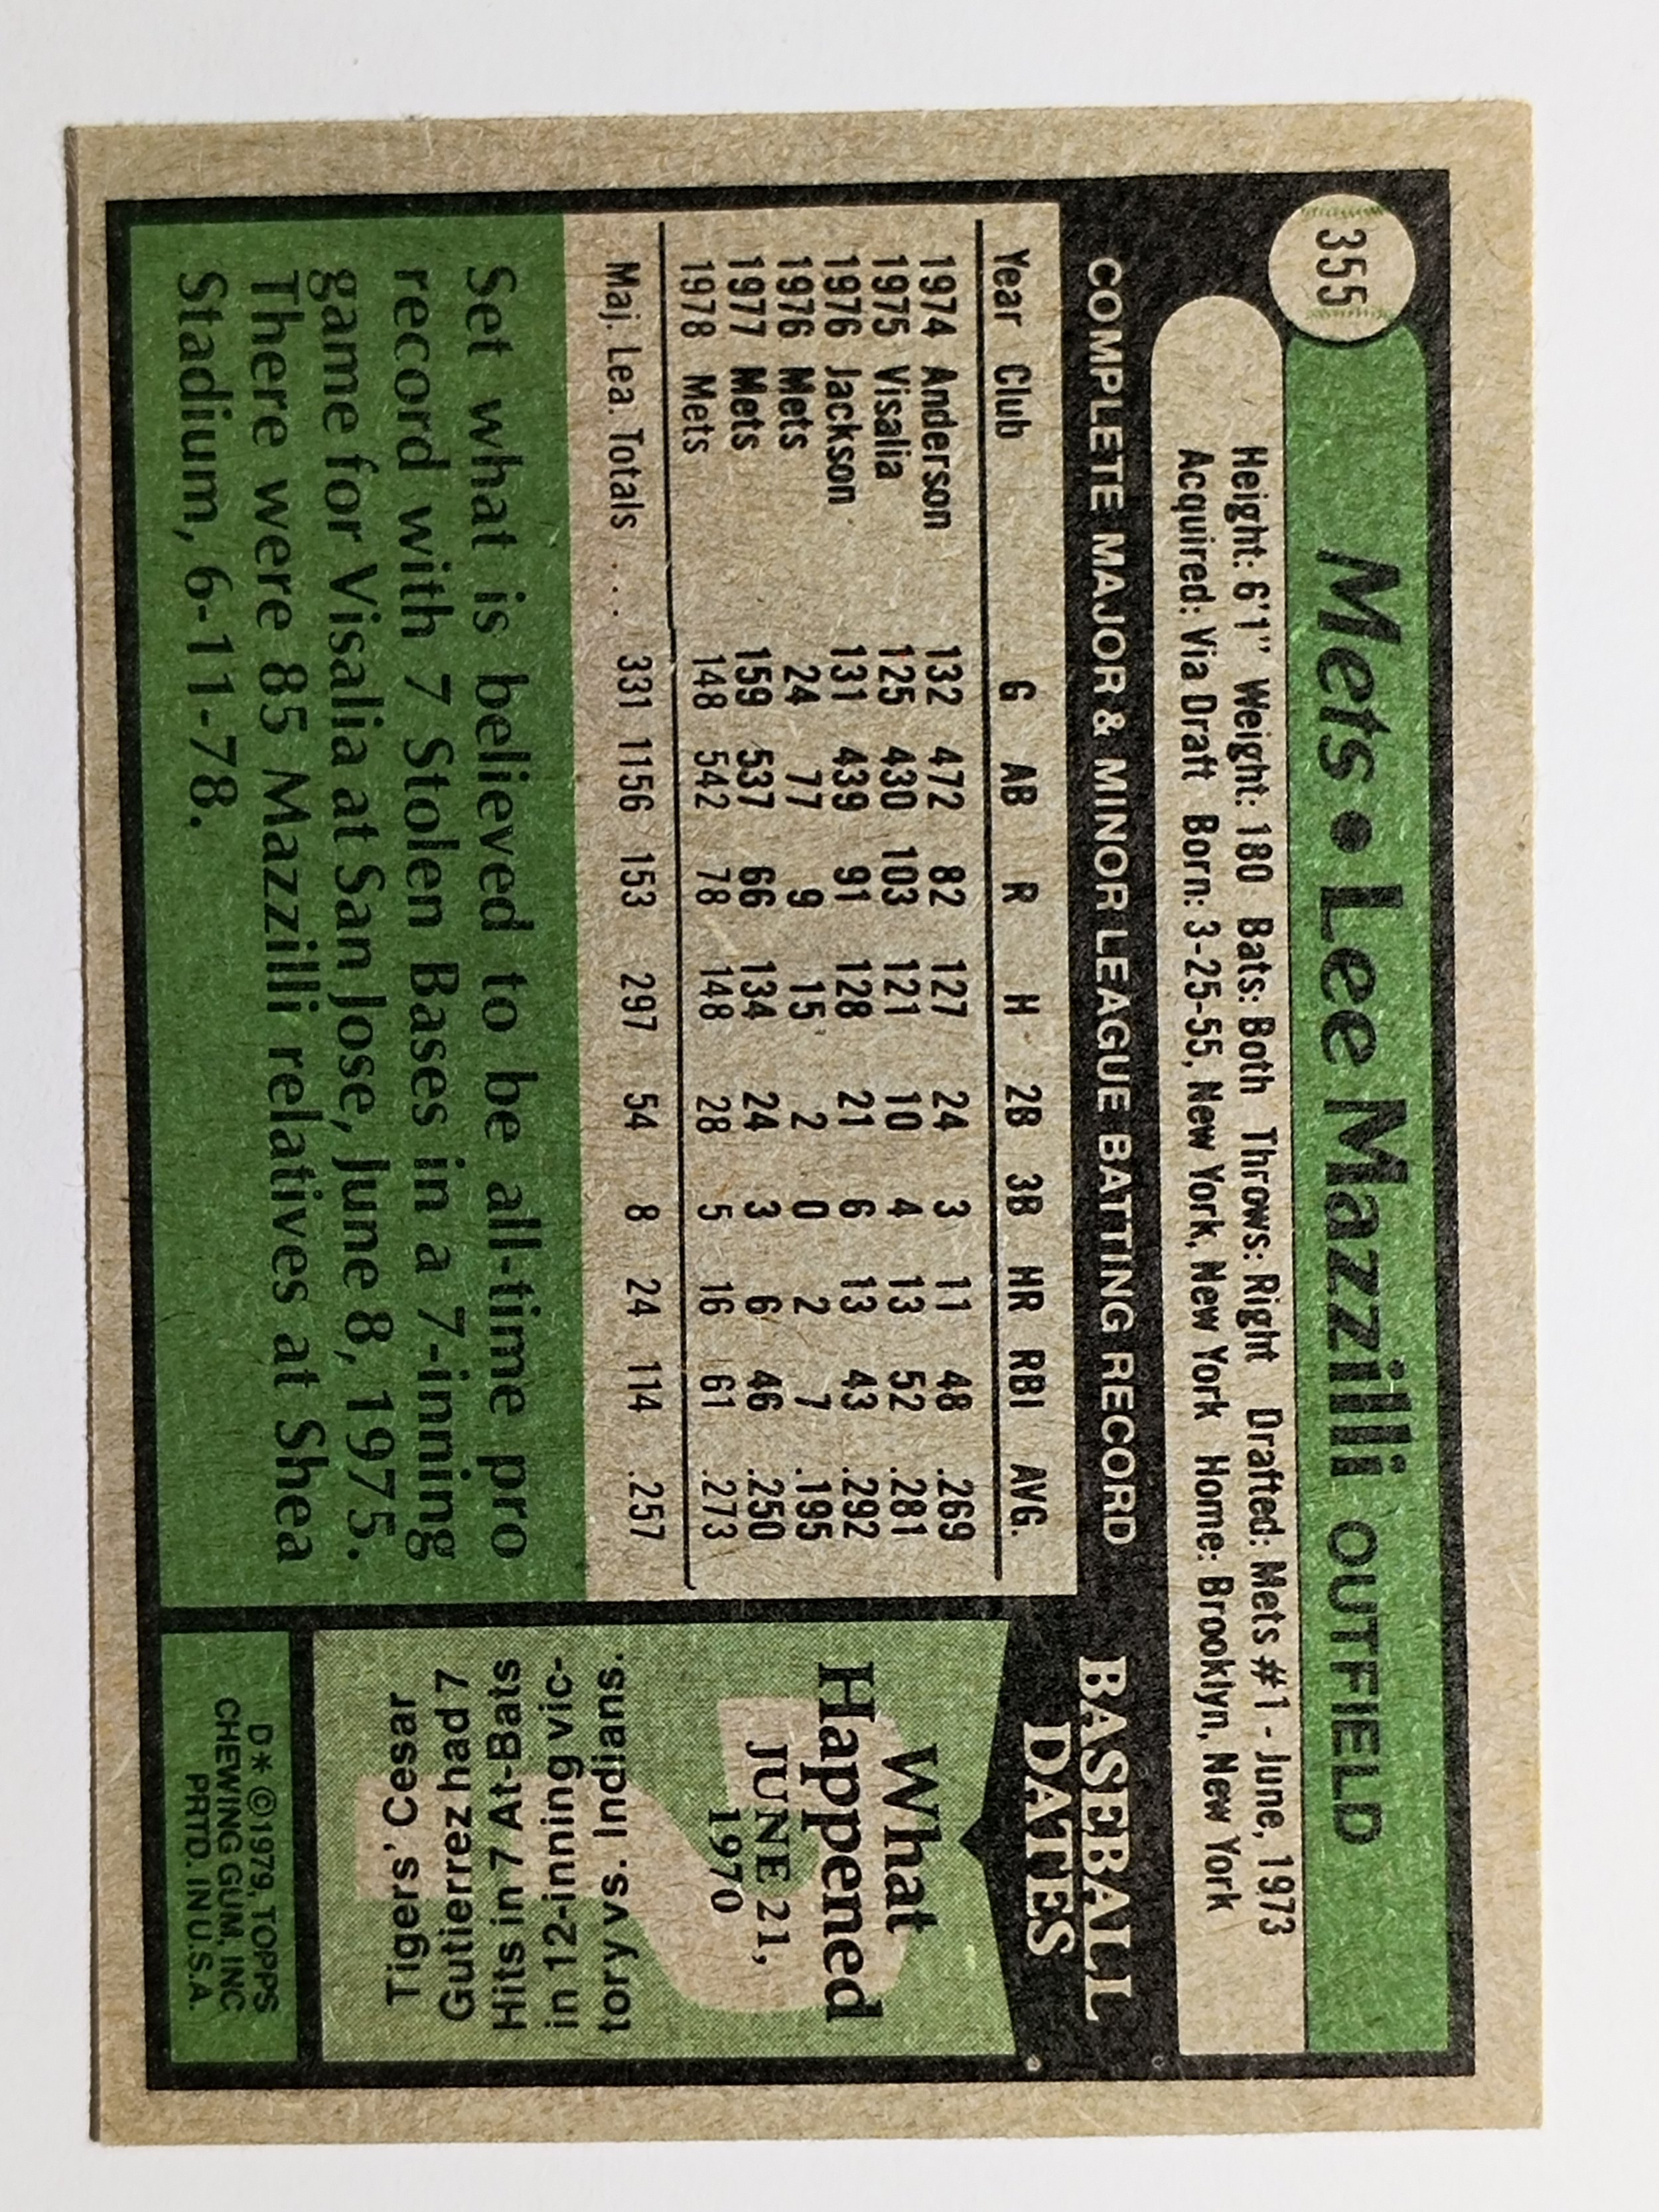 355
Mets • Lee Mazzilli OUTFIELD
Height: 6'1" Weight: 180 Bats: Both Throws: Right Drafted: Mets #1 - June, 1973
Acquired: Via Draft Born: 3-25-55, New York, New York Home: Brooklyn, New York
COMPLETE MAJOR & MINOR LEAGUE BATTING RECORD
Year Club G AB R H 2B 3B HR RBI AVG.
1974 Anderson 132 472 82 127 24 3 11 48 .269
1975 Visalia 125 430 103 121 10 4 13 52 .281
1976 Jackson 131 439 91 128 21 6 13 43 .292
1976 Mets 24 77 9 15 2 0 2 7 .195
1977 Mets 159 537 66 134 24 3 6 46 .250
1978 Mets 148 542 78 148 28 5 16 61 .273
Maj. Lea. Totals . . . 331 1156 153 297 54 8 24 114 .257
Set what is believed to be all-time pro
record with 7 Stolen Bases in a 7-inning
game for Visalia at San Jose, June 8, 1975.
There were 85 Mazzilli relatives at Shea
Stadium, 6-11-78.
BASEBALL
DATES
What
Happened
JUNE 21,
1970
Tigers' Cesar
Gutierrez had 7
Hits in 7 At-Bats
in 12-inning vic-
tory vs. Indians.
D* ©1979, TOPPS
CHEWING GUM, INC
PRTD. IN U.S.A.